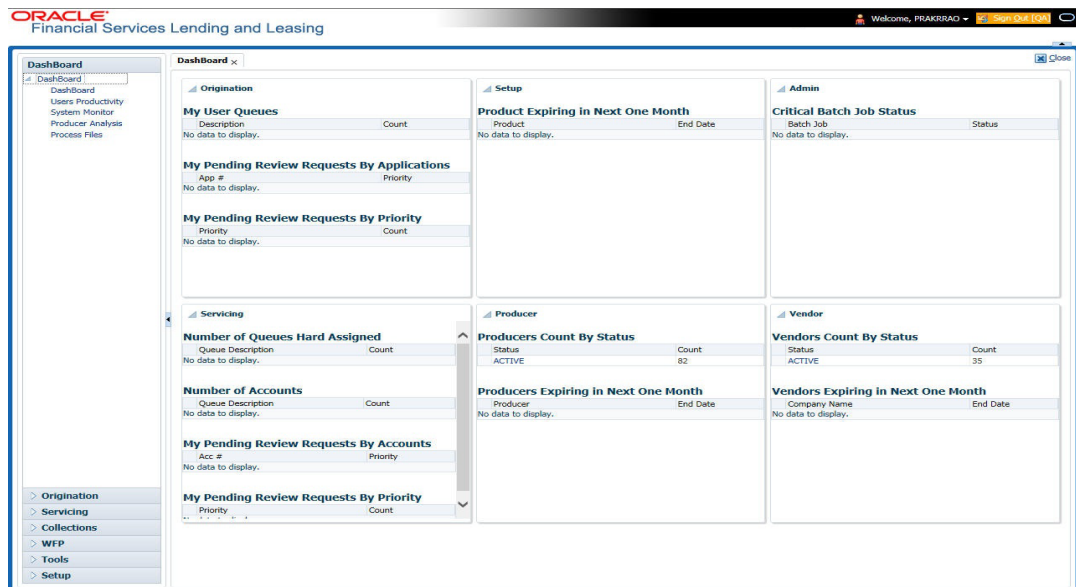 ORACLE
Financial Services Lending and Leasing
Welcome, PRAKRRAO
Sign Out [QA]
DashBoard
DashBoard
DashBoard
Users Productivity
System Monitor
Producer Analysis
Process Files
Origination
Servicing
Collections
WFP
Tools
Setup
DashBoard
Close
Origination
My User Queues
Description Count
No data to display.
My Pending Review Requests By Applications
App # Priority
No data to display.
My Pending Review Requests By Priority
Priority Count
No data to display.
Setup
Product Expiring in Next One Month
Product End Date
No data to display.
Admin
Critical Batch Job Status
Batch Job Status
No data to display.
Servicing
Number of Queues Hard Assigned
Queue Description Count
No data to display.
Number of Accounts
Queue Description Count
No data to display.
My Pending Review Requests By Accounts
Acc # Priority
No data to display.
My Pending Review Requests By Priority
Priority Count
Producer
Producers Count By Status
Status Count
ACTIVE 82
Producers Expiring in Next One Month
Producer End Date
No data to display.
Vendor
Vendors Count By Status
Status Count
ACTIVE 35
Vendors Expiring in Next One Month
Company Name End Date
No data to display.